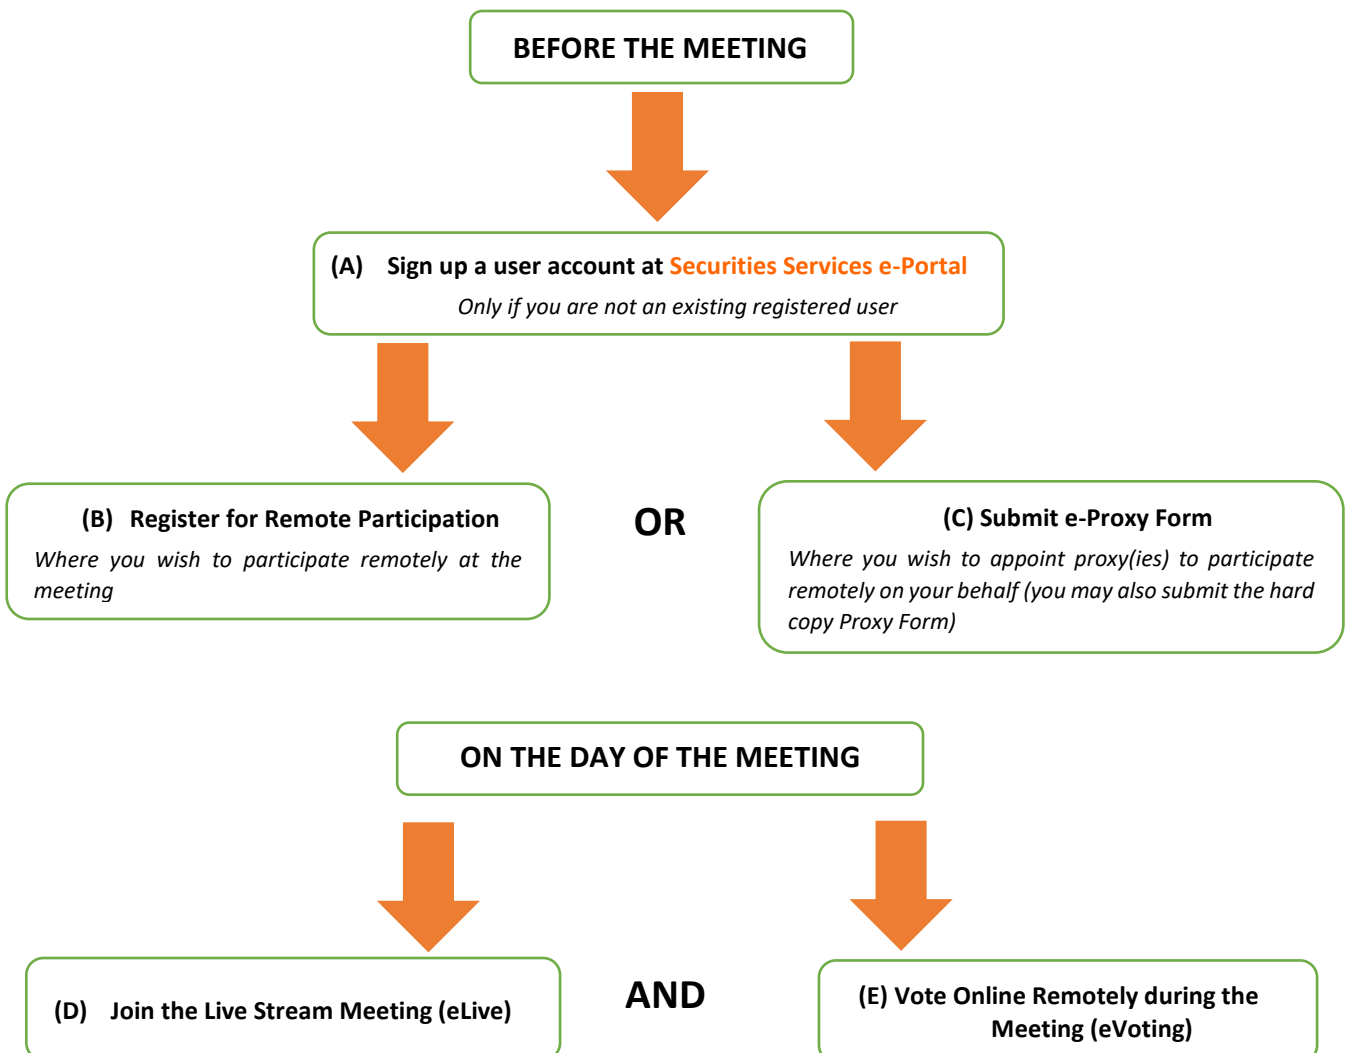 BEFORE THE MEETING
(A) Sign up a user account at Securities Services e-Portal
Only if you are not an existing registered user
(B) Register for Remote Participation
Where you wish to participate remotely at the
meeting
OR
(C) Submit e-Proxy Form
Where you wish to appoint proxy(ies) to participate
remotely on your behalf (you may also submit the hard
copy Proxy Form)
ON THE DAY OF THE MEETING
(D) Join the Live Stream Meeting (eLive)
AND
(E) Vote Online Remotely during the
Meeting (eVoting)